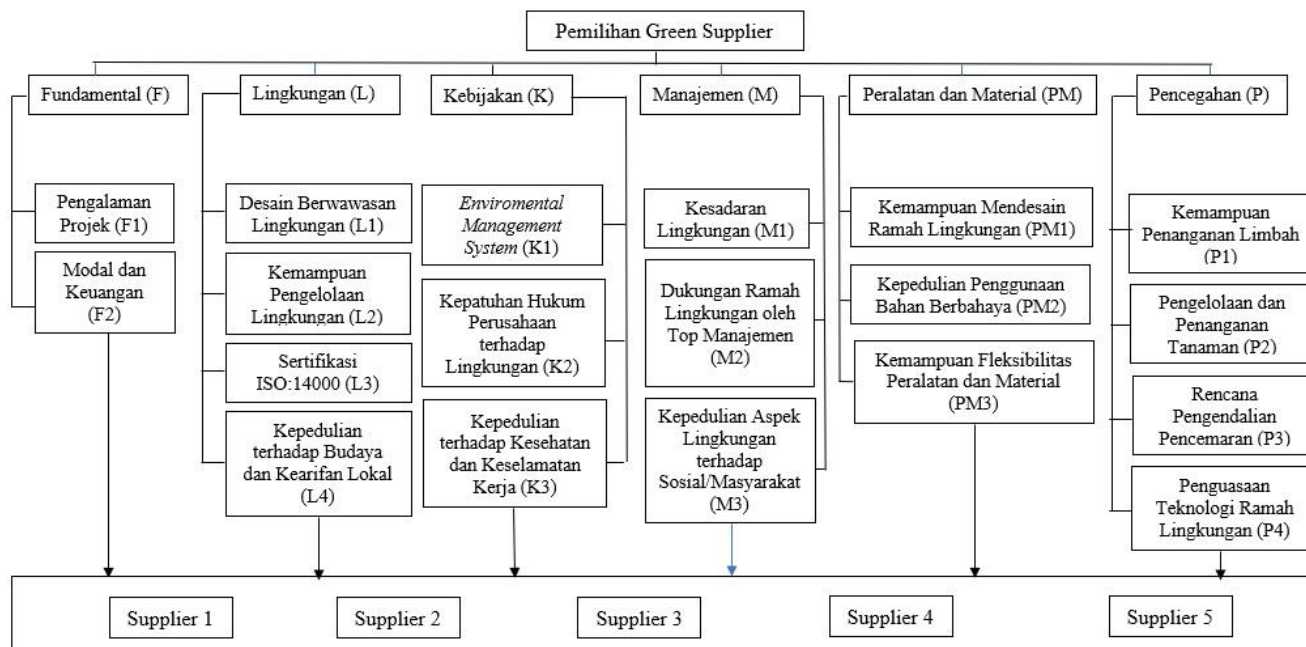 Pemilihan Green Supplier
Fundamental (F)
Lingkungan (L)
Kebijakan (K)
Manajemen (M)
Peralatan dan Material (PM)
Pencegahan (P)
Pengalaman
Projek (F1)
Modal dan
Keuangan
(F2)
Desain Berwawasan
Lingkungan (L1)
Kemampuan
Pengelolaan
Lingkungan (L2)
Sertifikasi
ISO:14000 (L3)
Kepedulian
terhadap Budaya
dan Kearifan Lokal
(L4)
Enviromental
Management
System (K1)
Kepatuhan Hukum
Perusahaan
terhadap
Lingkungan (K2)
Kepedulian
terhadap Kesehatan
dan Keselamatan
Kerja (K3)
Kesadaran
Lingkungan (M1)
Dukungan Ramah
Lingkungan oleh
Top Manajemen
(M2)
Kepedulian Aspek
Lingkungan
terhadap
Sosial/Masyarakat
(M3)
Kemampuan Mendesain
Ramah Lingkungan (PM1)
Kepedulian Penggunaan
Bahan Berbahaya (PM2)
Kemampuan Fleksibilitas
Peralatan dan Material
(PM3)
Kemampuan
Penanganan Limbah
(P1)
Pengelolaan dan
Penanganan
Tanaman (P2)
Rencana
Pengendalian
Pencemaran (P3)
Penguasaan
Teknologi Ramah
Lingkungan (P4)
Supplier 1
Supplier 2
Supplier 3
Supplier 4
Supplier 5